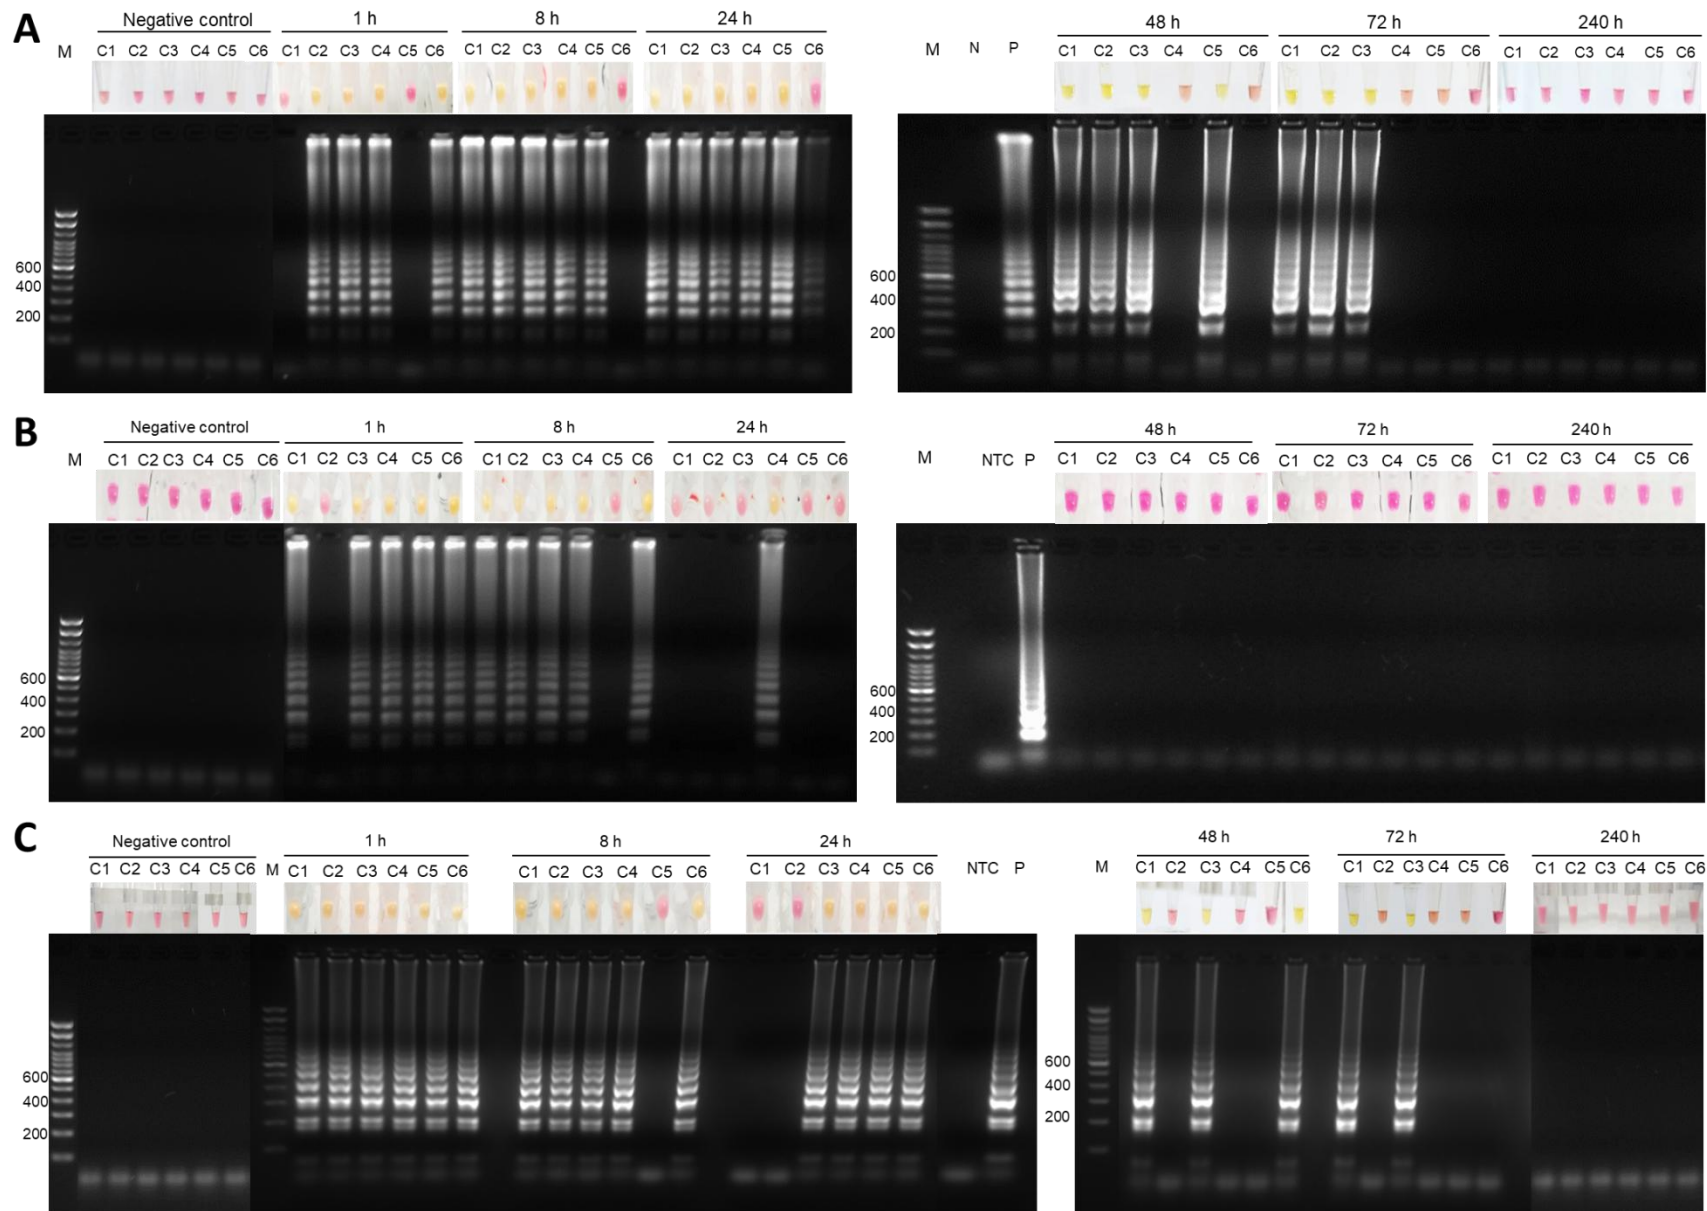 A
Negative control 1 h 8 h 24 h
M C1 C2 C3 C4 C5 C6 C1 C2 C3 C4 C5 C6 C1 C2 C3 C4 C5 C6 C1 C2 C3 C4 C5 C6
600
400
200
48 h 72 h 240 h
M N P C1 C2 C3 C4 C5 C6 C1 C2 C3 C4 C5 C6 C1 C2 C3 C4 C5 C6
600
400
200
B
Negative control 1 h 8 h 24 h
M C1 C2 C3 C4 C5 C6 C1 C2 C3 C4 C5 C6 C1 C2 C3 C4 C5 C6 C1 C2 C3 C4 C5 C6
600
400
200
48 h 72 h 240 h
M NTC P C1 C2 C3 C4 C5 C6 C1 C2 C3 C4 C5 C6 C1 C2 C3 C4 C5 C6
600
400
200
C
Negative control 1 h 8 h 24 h
C1 C2 C3 C4 C5 C6 M C1 C2 C3 C4 C5 C6 C1 C2 C3 C4 C5 C6 C1 C2 C3 C4 C5 C6 NTC P
600
400
200
48 h 72 h 240 h
M C1 C2 C3 C4 C5 C6 C1 C2 C3 C4 C5 C6 C1 C2 C3 C4 C5 C6
600
400
200